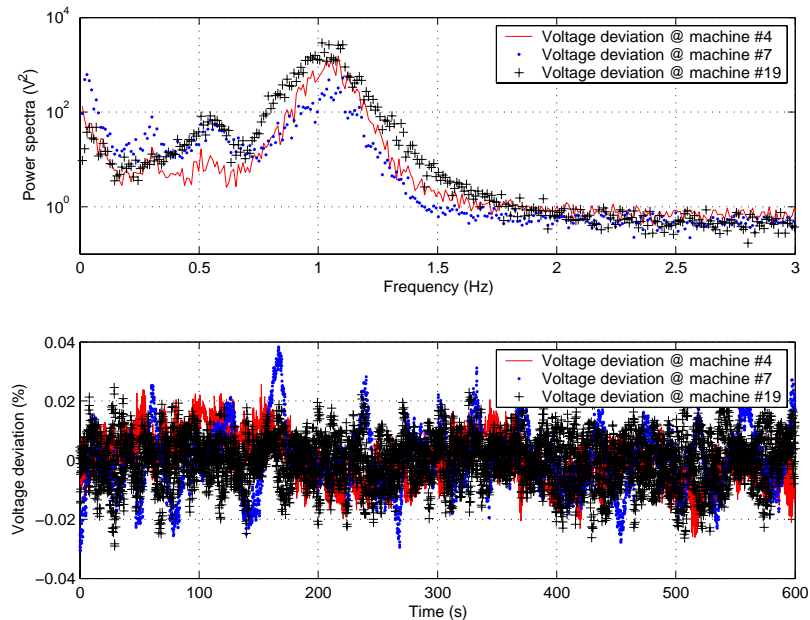 10^4
10^2
10^0
Power spectra (V^2)
Voltage deviation @ machine #4
Voltage deviation @ machine #7
Voltage deviation @ machine #19
0 0.5 1 1.5 2 2.5 3
Frequency (Hz)
0.04
0.02
0
−0.02
−0.04
Voltage deviation (%)
Voltage deviation @ machine #4
Voltage deviation @ machine #7
Voltage deviation @ machine #19
0 100 200 300 400 500 600
Time (s)